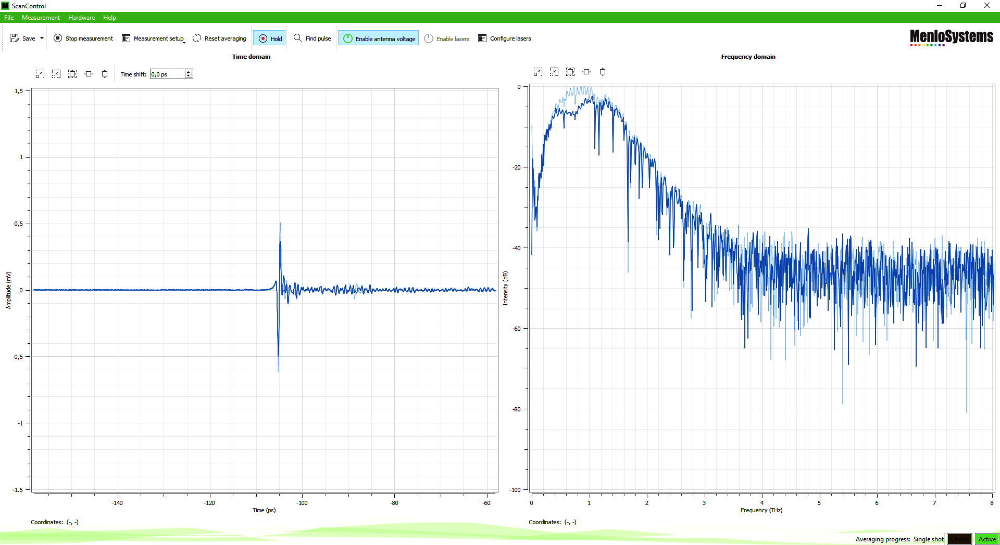 ScanControl
File Measurement Hardware Help
Save Stop measurement Measurement setup Reset averaging Hold Find pulse Enable antenna voltage Enable lasers Configure lasers MenloSystems
Time domain
Time shift: 0,0 ps
1,5
1
0,5
0
-0,5
-1
-1.5
Amplitude (mV)
-140 -120 -100 -80 -60
Time (ps)
Coordinates: (-, -)
Frequency domain
0
-20
-40
-60
-80
-100
Intensity (dB)
0 1 2 3 4 5 6 7 8
Frequency (THz)
Coordinates: (-, -)
Averaging progress: Single shot Active